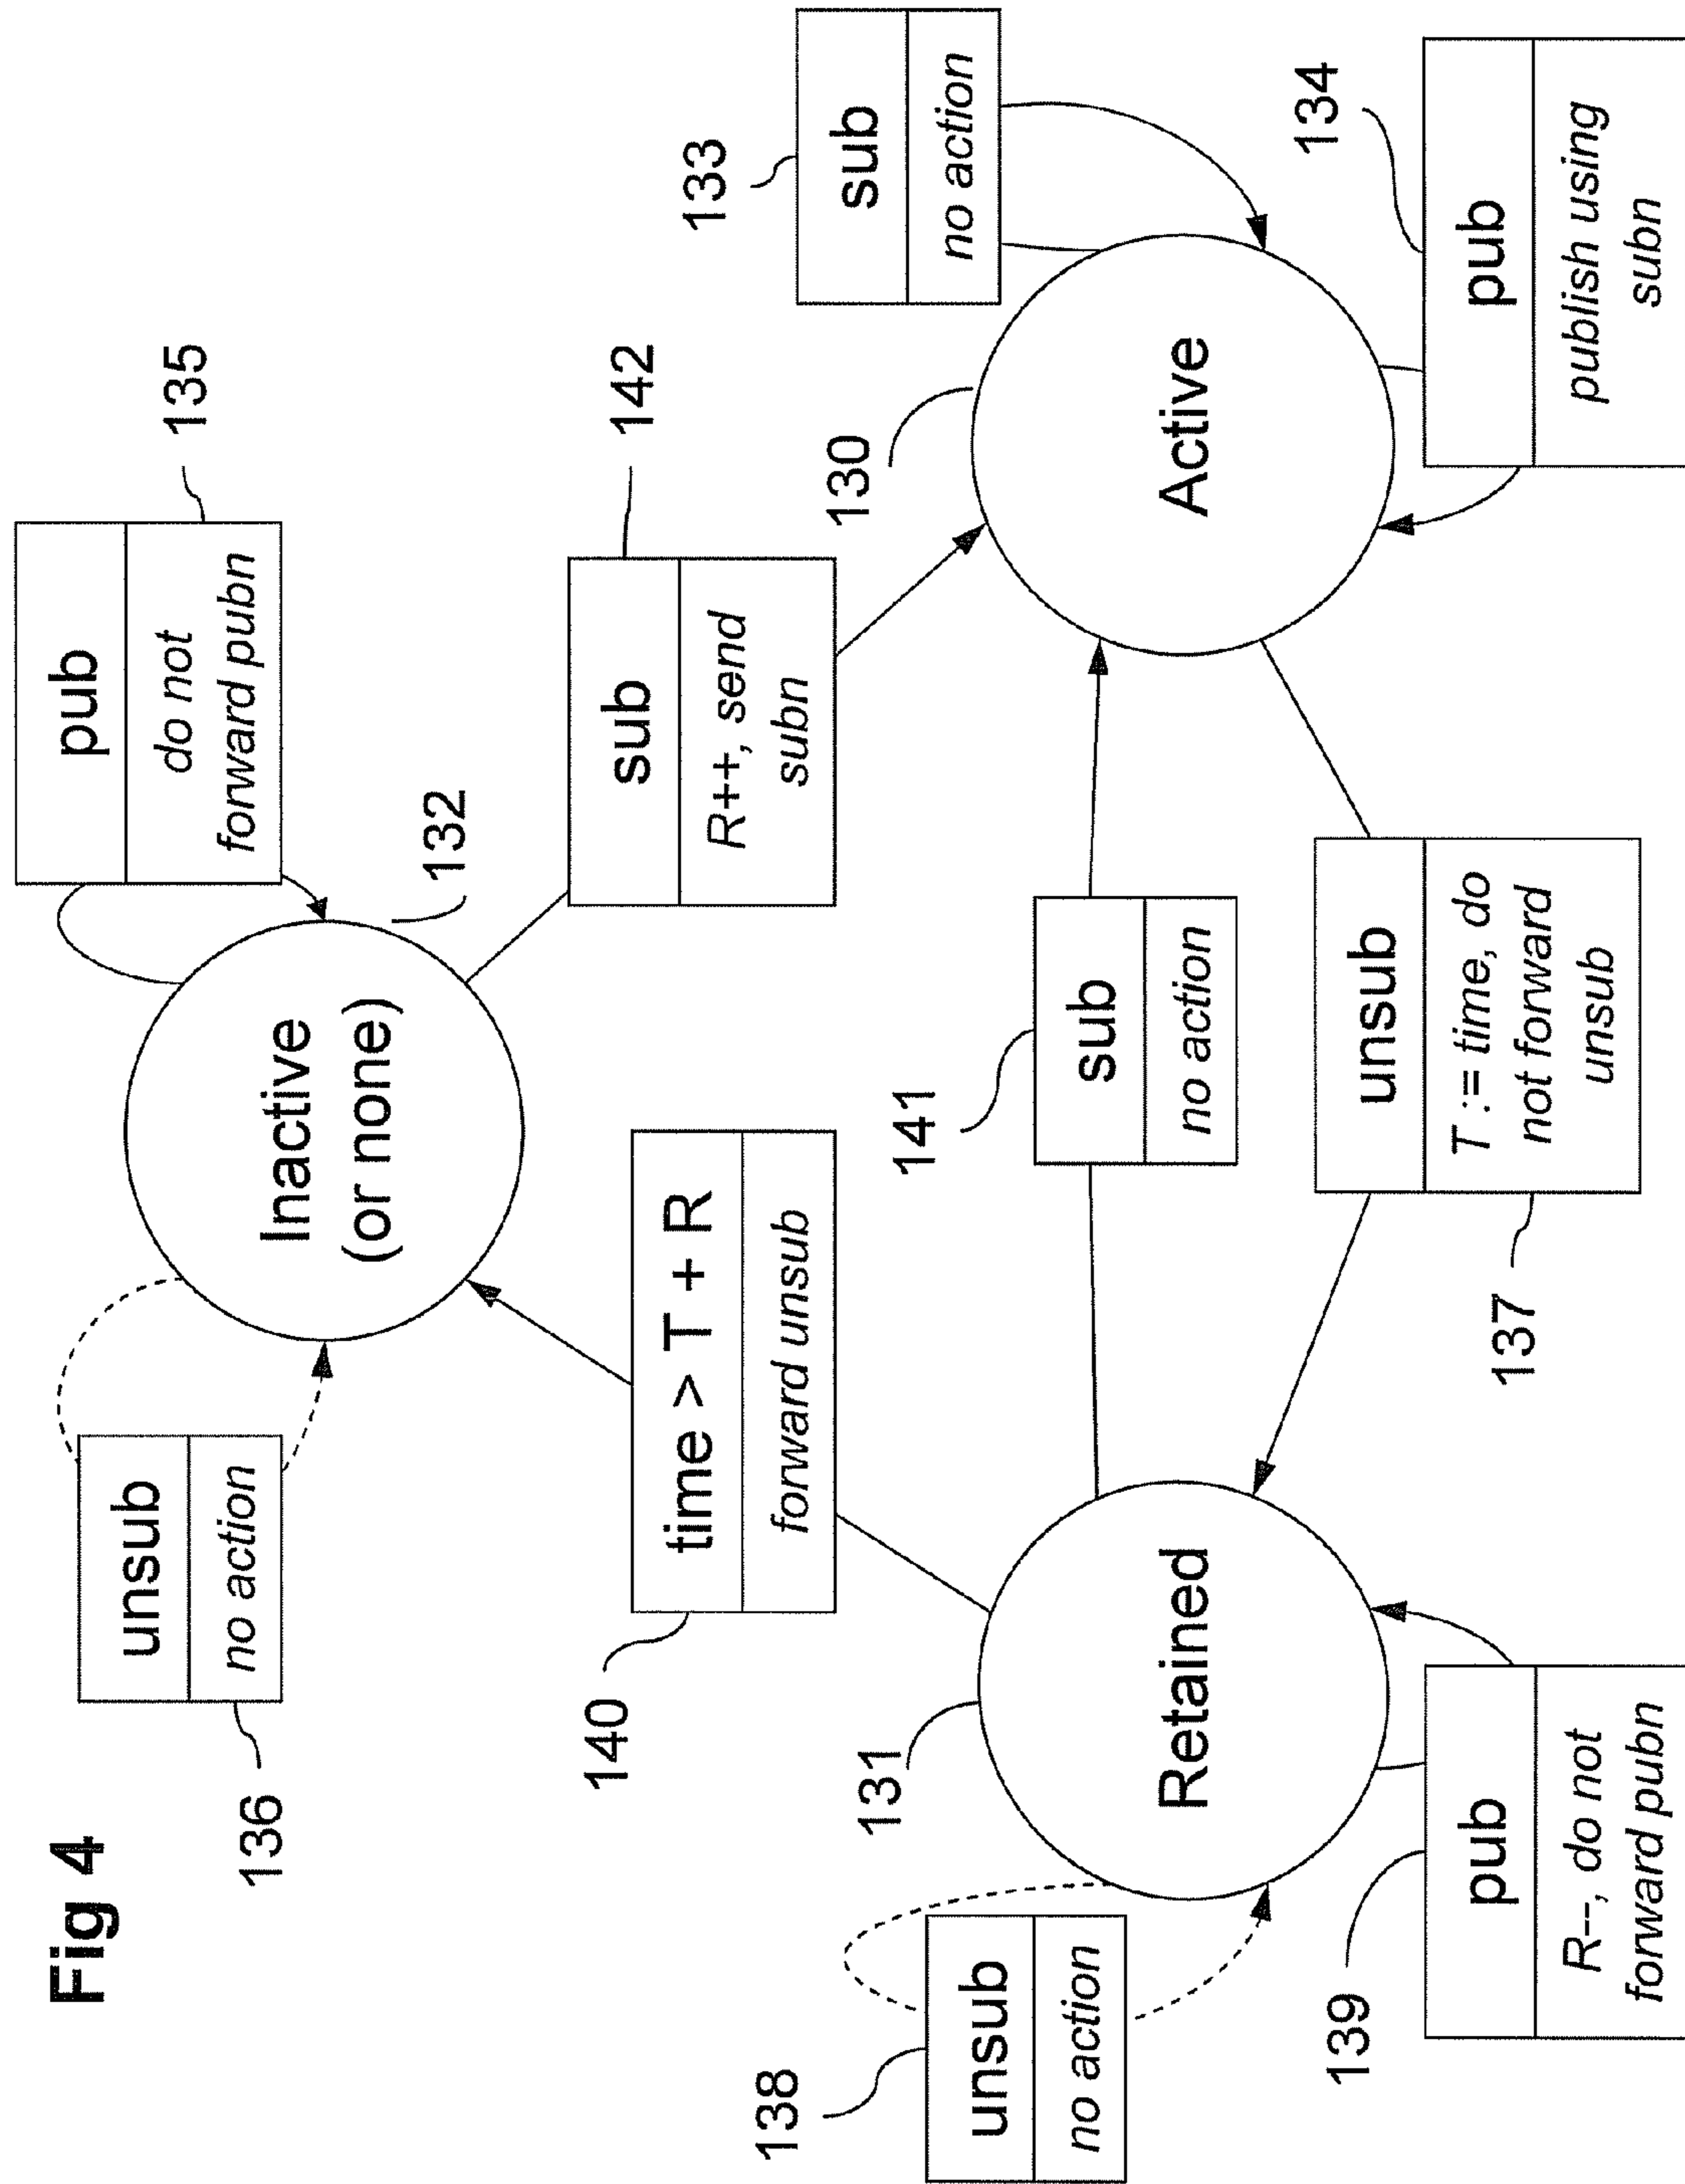 Fig 4
136
unsub
no action
pub
do not
forward pubn
135
Inactive
(or none)
132
140
time > T + R
forward unsub
sub
R++, send
subn
142
138
unsub
no action
131
Retained
141
sub
no action
130
Active
133
sub
no action
139
pub
R--, do not
forward pubn
137
unsub
T := time, do
not forward
unsub
134
pub
publish using
subn